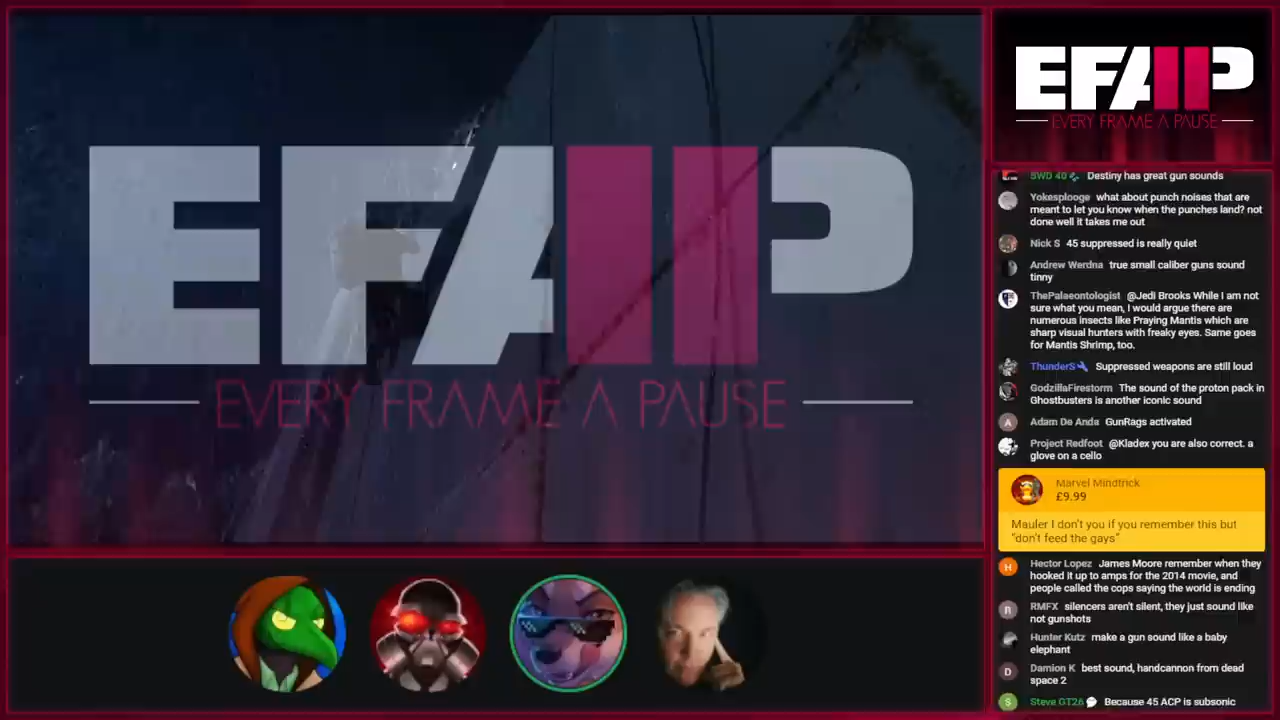 EFAP
EVERY FRAME A PAUSE
EFAP
EVERY FRAME A PAUSE
SWD 40 Destiny has great gun sounds
Yokesplooge what about punch noises that are
meant to let you know when the punches land? not
done well it takes me out
Nick S 45 suppressed is really quiet
Andrew Werdna true small caliber guns sound
tinny
ThePalaeontologist @Jedi Brooks While I am not
sure what you mean, I would argue there are
numerous insects like Praying Mantis which are
sharp visual hunters with freaky eyes. Same goes
for Mantis Shrimp, too.
ThunderS Suppressed weapons are still loud
GodzillaFirestorm The sound of the proton pack in
Ghostbusters is another iconic sound
A Adam De Anda GunRags activated
Project Redfoot @Kladex you are also correct. a
glove on a cello
Marvel Mindtrick
£9.99
Mauler I don't you if you remember this but
"don't feed the gays"
H Hector Lopez James Moore remember when they
hooked it up to amps for the 2014 movie, and
people called the cops saying the world is ending
r RMFX silencers aren't silent, they just sound like
not gunshots
Hunter Kutz make a gun sound like a baby
elephant
D Damion K best sound, handcannon from dead
space 2
S Steve GT26 Because 45 ACP is subsonic